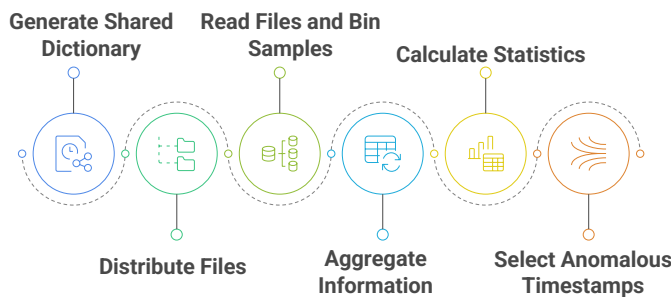 Generate Shared
Dictionary
Distribute Files
Read Files and Bin
Samples
Aggregate
Information
Calculate Statistics
Select Anomalous
Timestamps